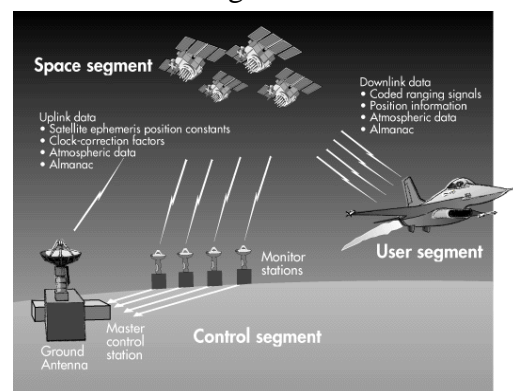 Space segment
Downlink data
• Coded ranging signals
• Position information
• Atmospheric data
• Almanac
Uplink data
• Satellite ephemeris position constants
• Clock-correction factors
• Atmospheric data
• Almanac
User segment
Monitor
stations
Master
control
station
Control segment
Ground
Antenna